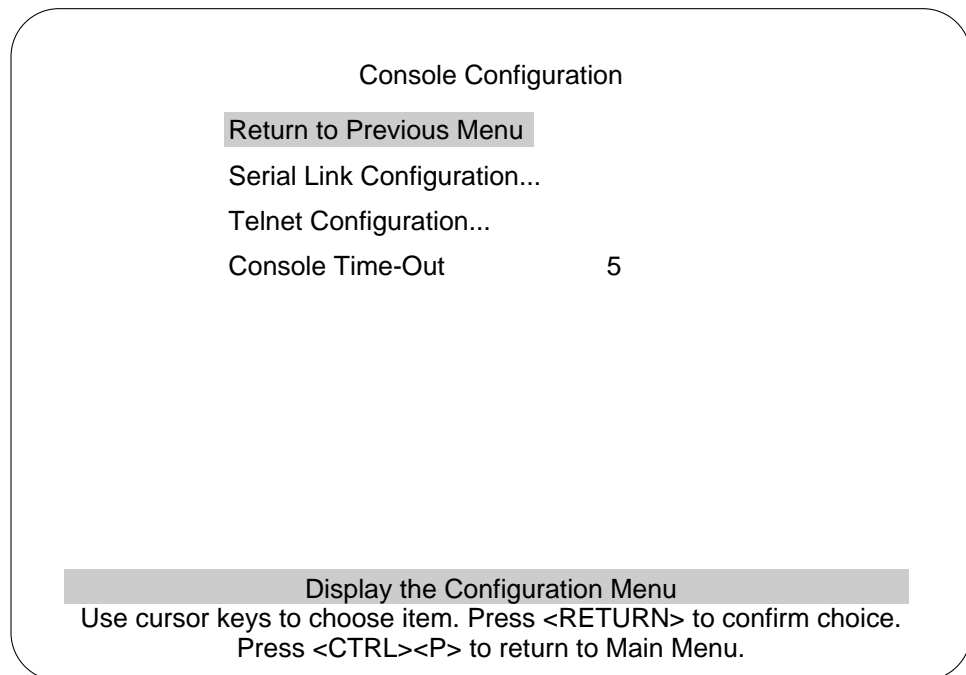 Console Configuration
Return to Previous Menu
Serial Link Configuration...
Telnet Configuration...
Console Time-Out 5
Display the Configuration Menu
Use cursor keys to choose item. Press <RETURN> to confirm choice.
Press <CTRL><P> to return to Main Menu.